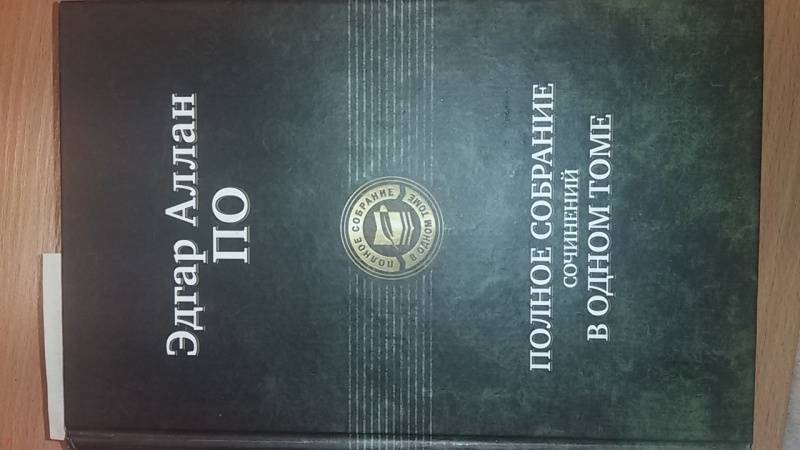 Эдгар Аллан
ПО
ПОЛНОЕ СОБРАНИЕ
В ОДНОМ ТОМЕ
ПОЛНОЕ СОБРАНИЕ
СОЧИНЕНИЙ
В ОДНОМ ТОМЕ